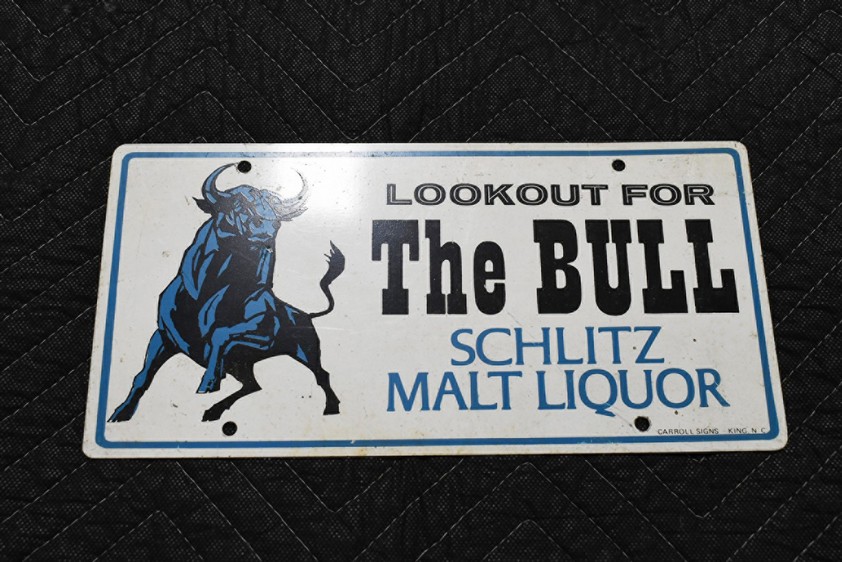 LOOKOUT FOR
The BULL
SCHLITZ
MALT LIQUOR
CARROLL SIGNS KING, N.C.